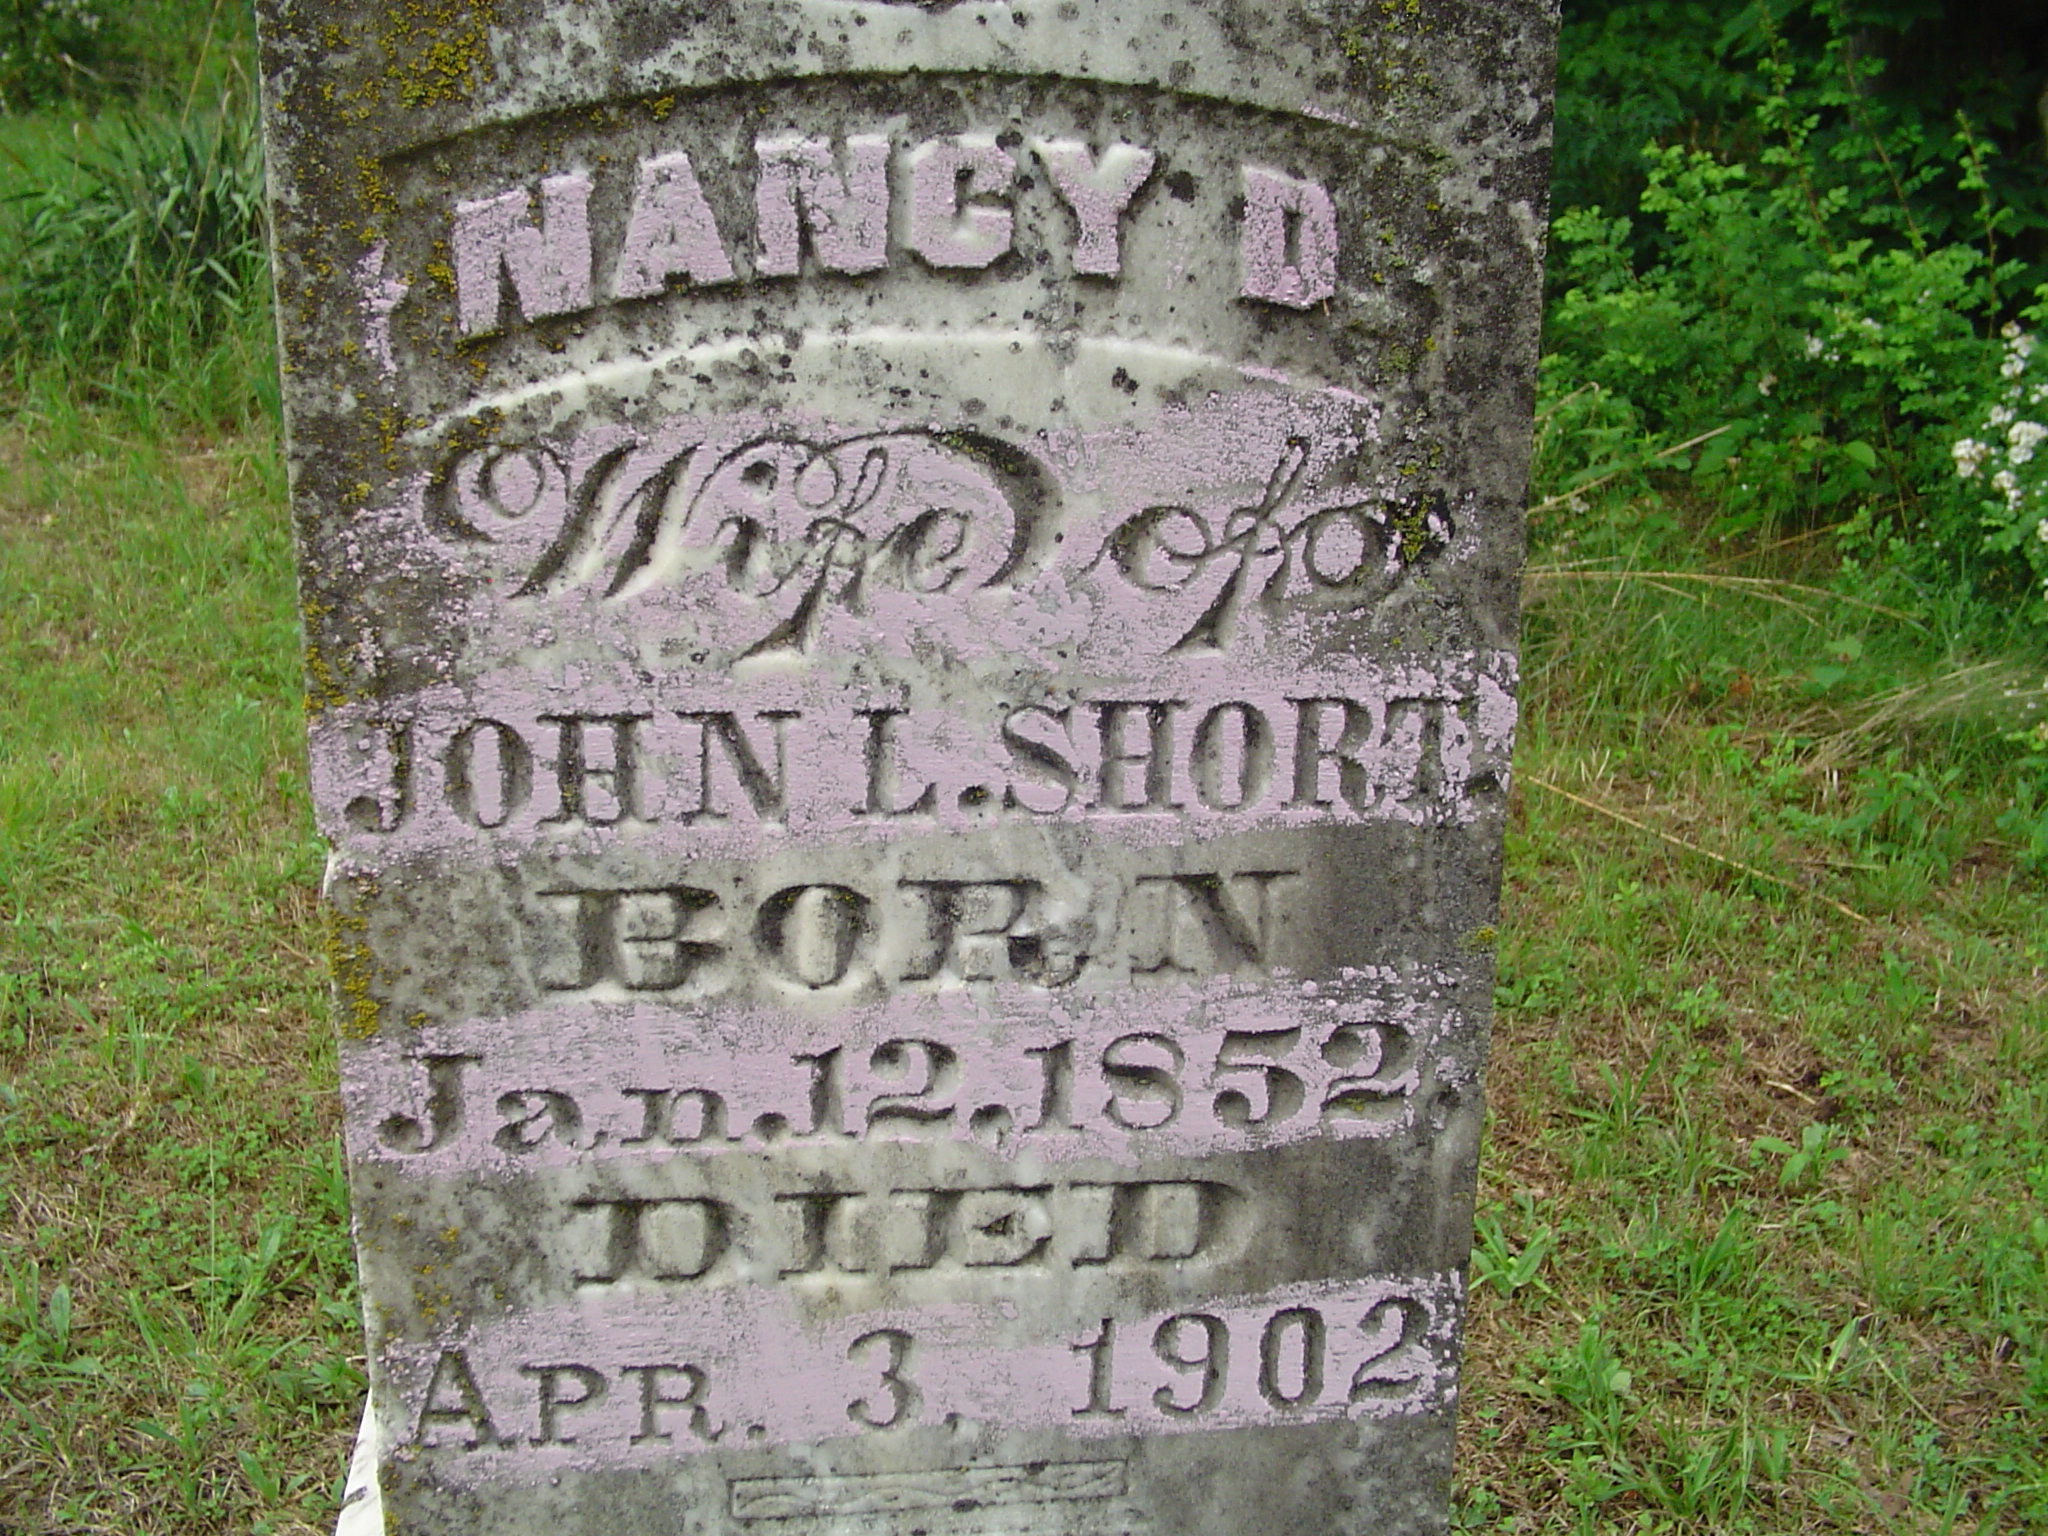 NANCY D
Wife of
JOHN L. SHORT.
BORN
Jan. 12, 1852.
DIED
APR. 3, 1902